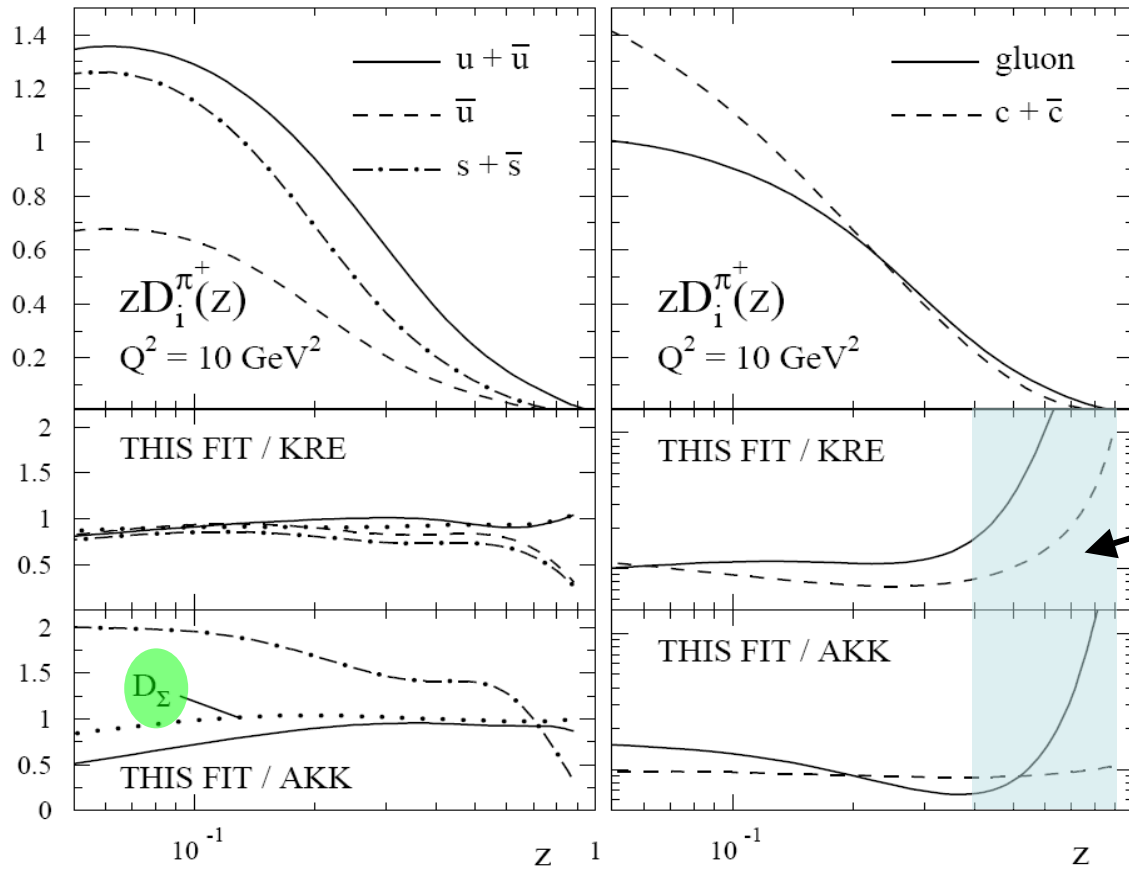 1.4
1.2
1
0.8
0.6
0.4
0.2
u + ū
ū
s + s̄
zD_i^{π^+}(z)
Q² = 10 GeV²
gluon
c + c̄
zD_i^{π^+}(z)
Q² = 10 GeV²
2
1.5
1
0.5
THIS FIT / KRE
THIS FIT / KRE
2
1.5
1
0.5
0
D_Σ
THIS FIT / AKK
THIS FIT / AKK
10⁻¹
z
1
10⁻¹
z